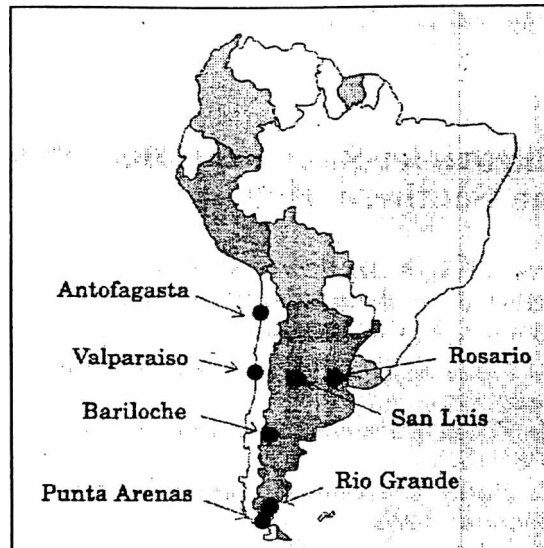 Antofagasta
Valparaiso
Rosario
Bariloche
San Luis
Rio Grande
Punta Arenas